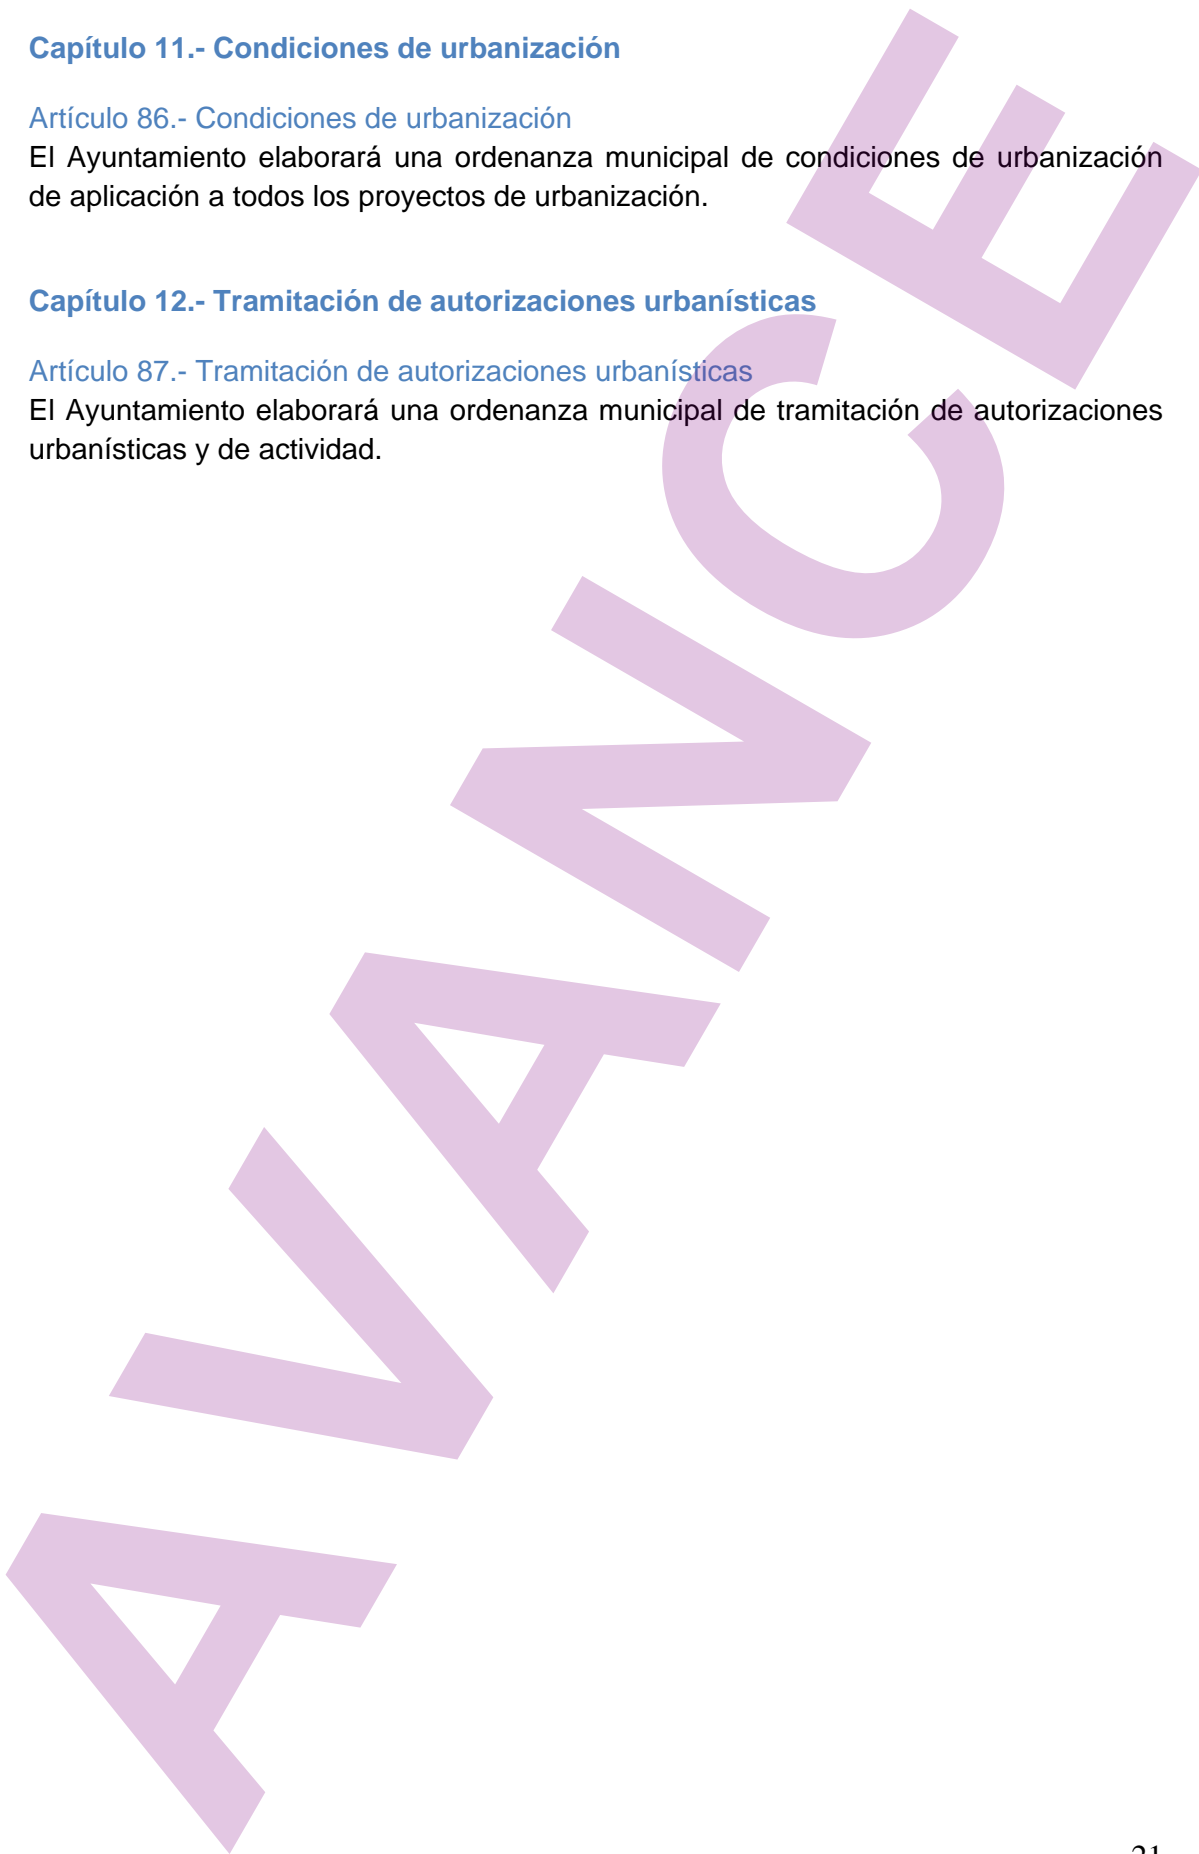 Capítulo 11.- Condiciones de urbanización
Artículo 86.- Condiciones de urbanización
El Ayuntamiento elaborará una ordenanza municipal de condiciones de urbanización
de aplicación a todos los proyectos de urbanización.
Capítulo 12.- Tramitación de autorizaciones urbanísticas
Artículo 87.- Tramitación de autorizaciones urbanísticas
El Ayuntamiento elaborará una ordenanza municipal de tramitación de autorizaciones
urbanísticas y de actividad.
AVANCE